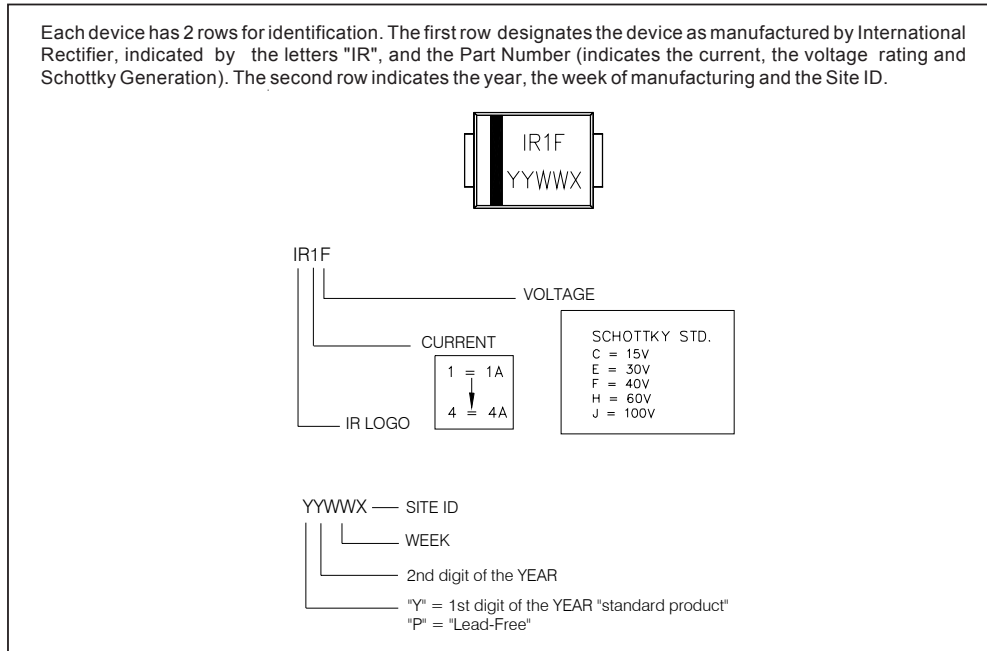 Each device has 2 rows for identification. The first row designates the device as manufactured by International
Rectifier, indicated by the letters "IR", and the Part Number (indicates the current, the voltage rating and
Schottky Generation). The second row indicates the year, the week of manufacturing and the Site ID.
IR1F
YYWWX
IR1F
VOLTAGE
CURRENT
1 = 1A
4 = 4A
SCHOTTKY STD.
C = 15V
E = 30V
F = 40V
H = 60V
J = 100V
IR LOGO
YYWWX
SITE ID
WEEK
2nd digit of the YEAR
"Y" = 1st digit of the YEAR "standard product"
"P" = "Lead-Free"